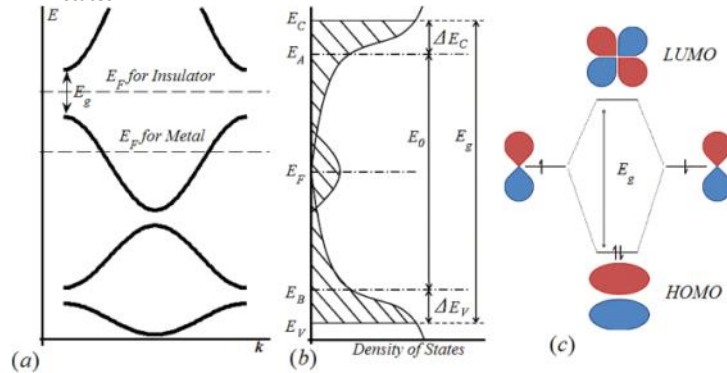 E
E_g
E_F for Insulator
E_F for Metal
k
(a)
E_C
E_A
E_F
E_B
E_V
ΔE_C
E_0
E_g
ΔE_V
Density of States
(b)
LUMO
E_g
HOMO
(c)